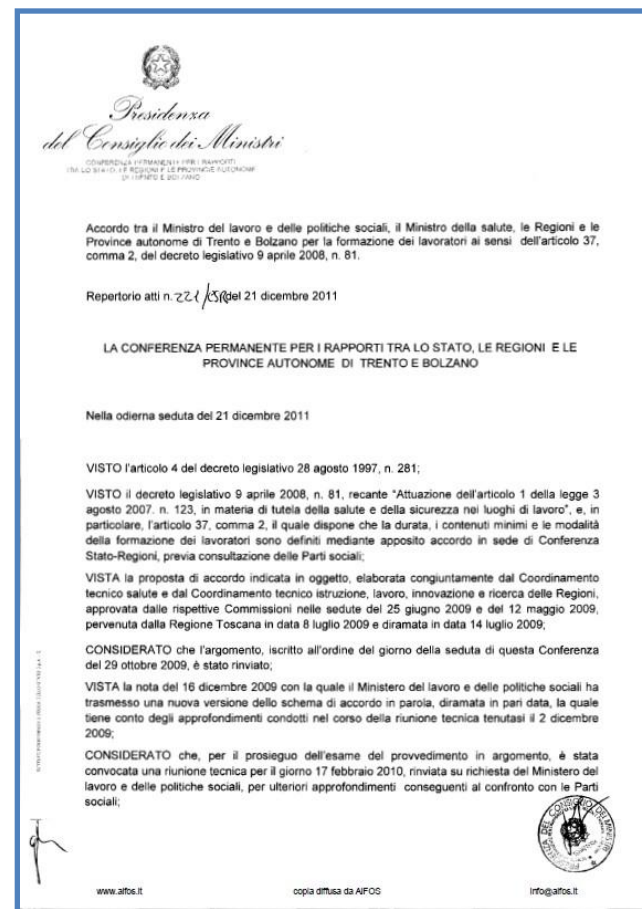 Presidenza
del Consiglio dei Ministri
CONFERENZA PERMANENTE PER I RAPPORTI
TRA LO STATO, LE REGIONI E LE PROVINCE AUTONOME
DI TRENTO E BOLZANO
Accordo tra il Ministro del lavoro e delle politiche sociali, il Ministro della salute, le Regioni e le
Province autonome di Trento e Bolzano per la formazione dei lavoratori ai sensi dell'articolo 37,
comma 2, del decreto legislativo 9 aprile 2008, n. 81.
Repertorio atti n. 221/CSR del 21 dicembre 2011
LA CONFERENZA PERMANENTE PER I RAPPORTI TRA LO STATO, LE REGIONI E LE
PROVINCE AUTONOME DI TRENTO E BOLZANO
Nella odierna seduta del 21 dicembre 2011
VISTO l'articolo 4 del decreto legislativo 28 agosto 1997, n. 281;
VISTO il decreto legislativo 9 aprile 2008, n. 81, recante "Attuazione dell'articolo 1 della legge 3
agosto 2007. n. 123, in materia di tutela della salute e della sicurezza nei luoghi di lavoro", e, in
particolare, l'articolo 37, comma 2, il quale dispone che la durata, i contenuti minimi e le modalità
della formazione dei lavoratori sono definiti mediante apposito accordo in sede di Conferenza
Stato-Regioni, previa consultazione delle Parti sociali;
VISTA la proposta di accordo indicata in oggetto, elaborata congiuntamente dal Coordinamento
tecnico salute e dal Coordinamento tecnico istruzione, lavoro, innovazione e ricerca delle Regioni,
approvata dalle rispettive Commissioni nelle sedute del 25 giugno 2009 e del 12 maggio 2009,
pervenuta dalla Regione Toscana in data 8 luglio 2009 e diramata in data 14 luglio 2009;
CONSIDERATO che l'argomento, iscritto all'ordine del giorno della seduta di questa Conferenza
del 29 ottobre 2009, è stato rinviato;
VISTA la nota del 16 dicembre 2009 con la quale il Ministero del lavoro e delle politiche sociali ha
trasmesso una nuova versione dello schema di accordo in parola, diramata in pari data, la quale
tiene conto degli approfondimenti condotti nel corso della riunione tecnica tenutasi il 2 dicembre
2009;
CONSIDERATO che, per il prosieguo dell'esame del provvedimento in argomento, è stata
convocata una riunione tecnica per il giorno 17 febbraio 2010, rinviata su richiesta del Ministero del
lavoro e delle politiche sociali, per ulteriori approfondimenti conseguenti al confronto con le Parti
sociali;
www.aifos.it copia diffusa da AIFOS info@aifos.it